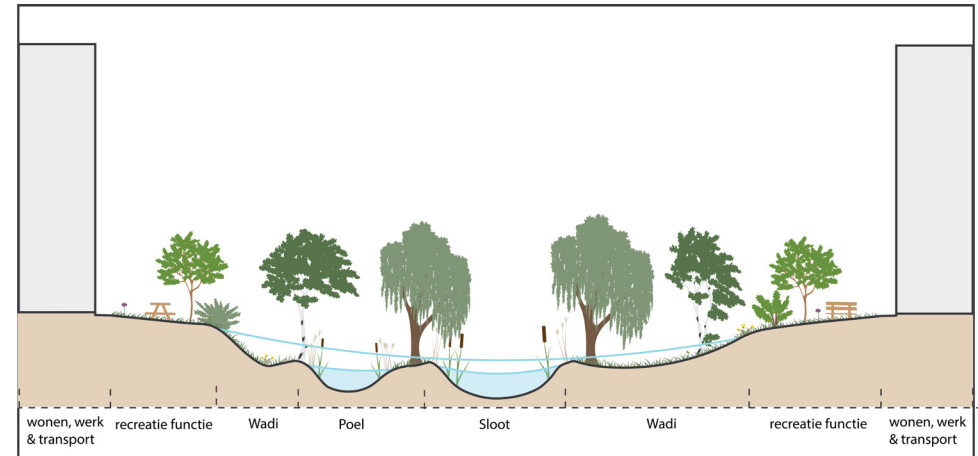 wonen, werk
& transport
recreatie functie
Wadi
Poel
Sloot
Wadi
recreatie functie
wonen, werk
& transport